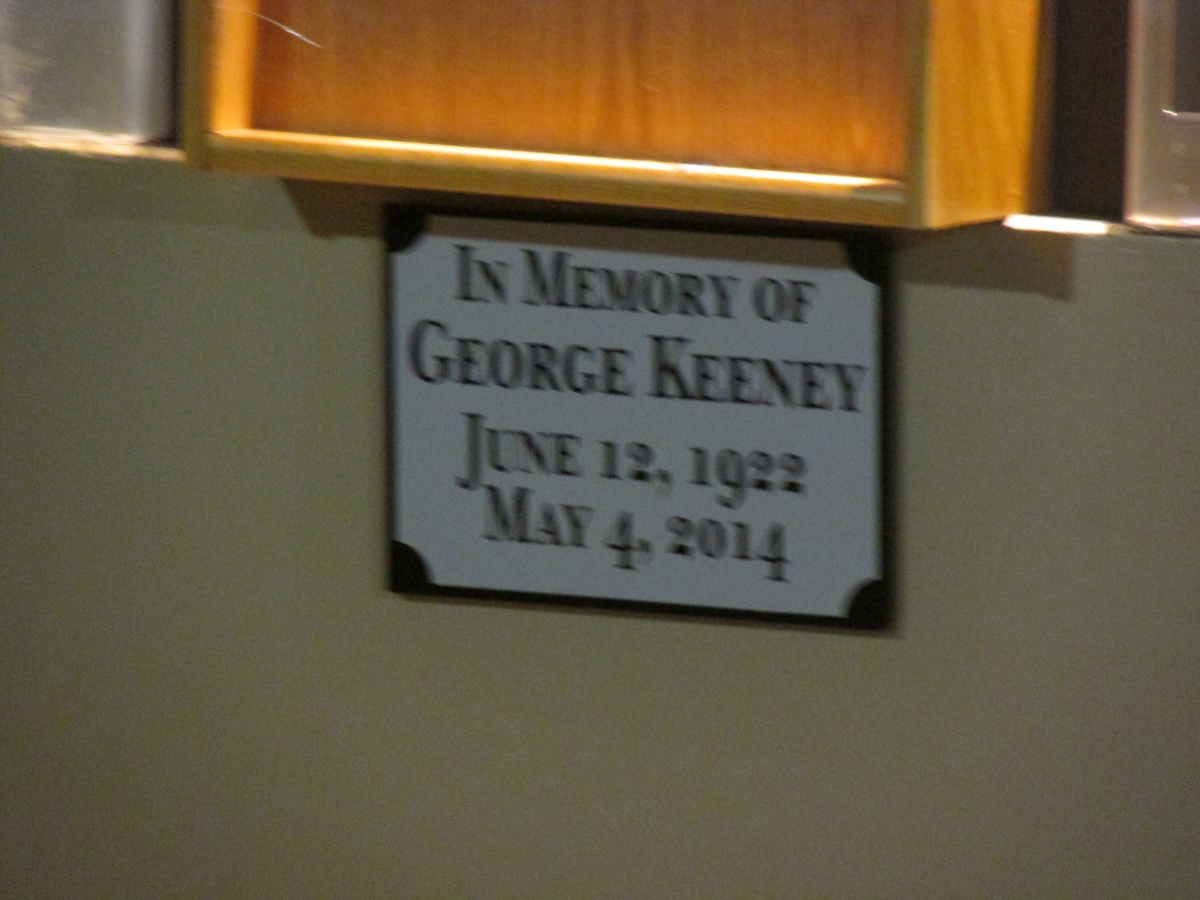 In Memory of
George Keeney
June 12, 1922
May 4, 2014